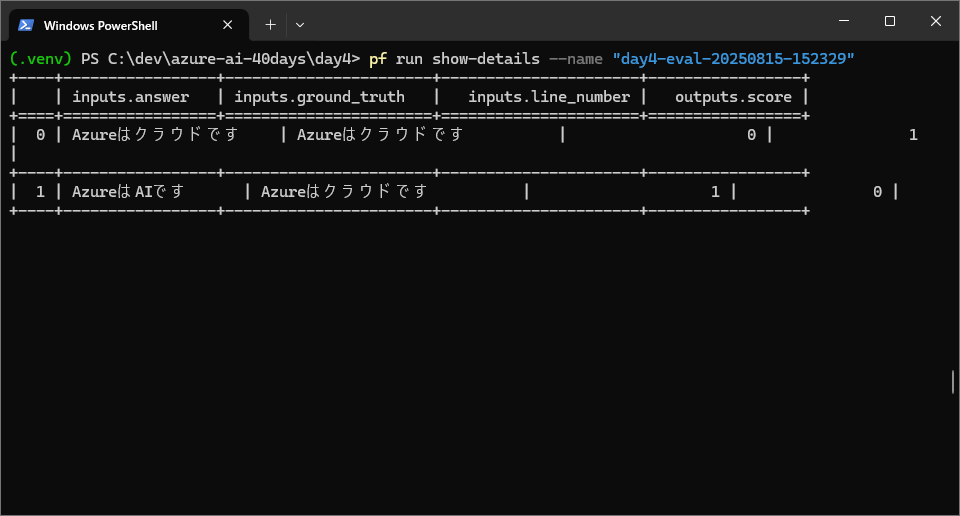 Windows PowerShell
(.venv) PS C:\dev\azure-ai-40days\day4> pf run show-details --name "day4-eval-20250815-152329"
+----+-----------------+-----------------------+----------------------+-----------------+
|    | inputs.answer   | inputs.ground_truth   |   inputs.line_number |   outputs.score |
+====+=================+=======================+======================+=================+
|  0 | Azureはクラウドです    | Azureはクラウドです          |                    0 |               1
|
+----+-----------------+-----------------------+----------------------+-----------------+
|  1 | AzureはAIです      | Azureはクラウドです          |                    1 |               0 |
+----+-----------------+-----------------------+----------------------+-----------------+